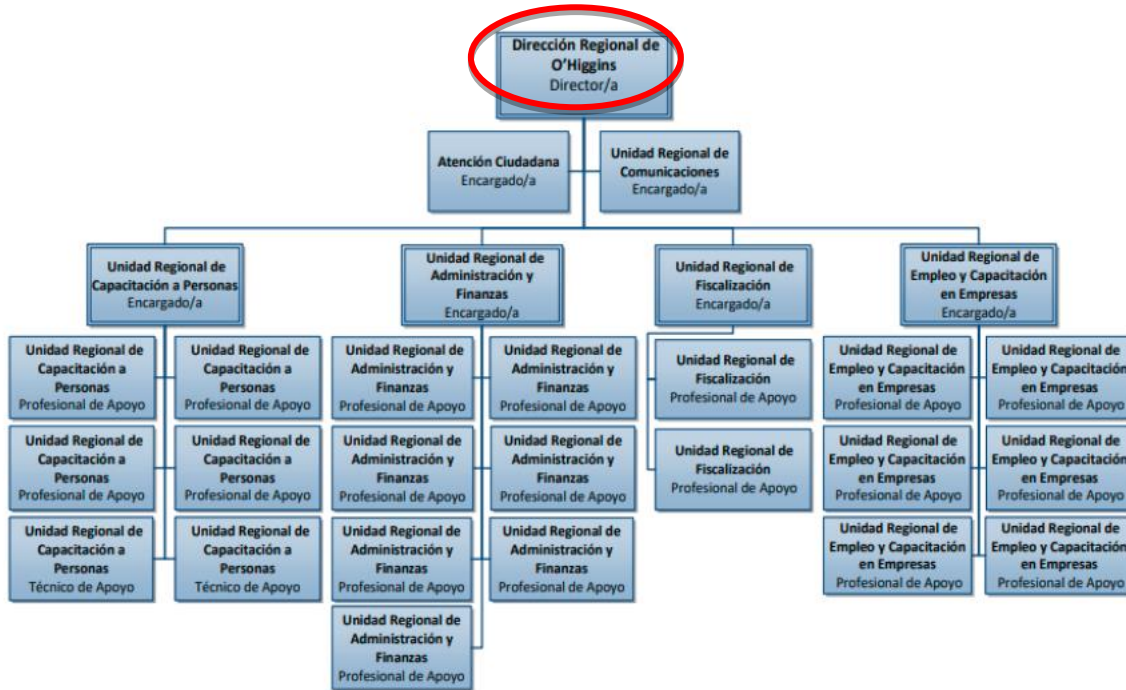 Dirección Regional de
O'Higgins
Director/a
Atención Ciudadana
Encargado/a
Unidad Regional de
Comunicaciones
Encargado/a
Unidad Regional de
Capacitación a Personas
Encargado/a
Unidad Regional de
Administración y
Finanzas
Encargado/a
Unidad Regional de
Fiscalización
Encargado/a
Unidad Regional de
Empleo y Capacitación
en Empresas
Encargado/a
Unidad Regional de
Capacitación a
Personas
Profesional de Apoyo
Unidad Regional de
Capacitación a
Personas
Profesional de Apoyo
Unidad Regional de
Administración y
Finanzas
Profesional de Apoyo
Unidad Regional de
Administración y
Finanzas
Profesional de Apoyo
Unidad Regional de
Fiscalización
Profesional de Apoyo
Unidad Regional de
Empleo y Capacitación
en Empresas
Profesional de Apoyo
Unidad Regional de
Empleo y Capacitación
en Empresas
Profesional de Apoyo
Unidad Regional de
Capacitación a
Personas
Profesional de Apoyo
Unidad Regional de
Capacitación a
Personas
Profesional de Apoyo
Unidad Regional de
Administración y
Finanzas
Profesional de Apoyo
Unidad Regional de
Administración y
Finanzas
Profesional de Apoyo
Unidad Regional de
Fiscalización
Profesional de Apoyo
Unidad Regional de
Empleo y Capacitación
en Empresas
Profesional de Apoyo
Unidad Regional de
Empleo y Capacitación
en Empresas
Profesional de Apoyo
Unidad Regional de
Capacitación a
Personas
Técnico de Apoyo
Unidad Regional de
Capacitación a
Personas
Técnico de Apoyo
Unidad Regional de
Administración y
Finanzas
Profesional de Apoyo
Unidad Regional de
Administración y
Finanzas
Profesional de Apoyo
Unidad Regional de
Empleo y Capacitación
en Empresas
Profesional de Apoyo
Unidad Regional de
Empleo y Capacitación
en Empresas
Profesional de Apoyo
Unidad Regional de
Administración y
Finanzas
Profesional de Apoyo